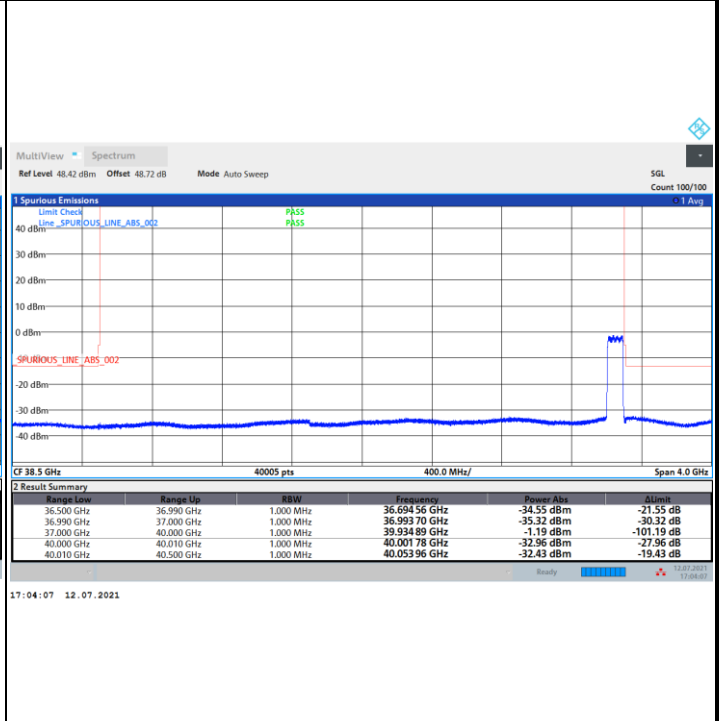 MultiView Spectrum
Ref Level 48.42 dBm Offset 48.72 dB Mode Auto Sweep SGL
Count 100/100
1 Spurious Emissions 1 Avg
Limit Check PASS
Line _SPURIOUS_LINE_ABS_002 PASS
40 dBm
30 dBm
20 dBm
10 dBm
0 dBm
_SPURIOUS_LINE_ABS_002
-20 dBm
-30 dBm
-40 dBm
CF 38.5 GHz 40005 pts 400.0 MHz/ Span 4.0 GHz
2 Result Summary
Range Low Range Up RBW Frequency Power Abs ΔLimit
36.500 GHz 36.990 GHz 1.000 MHz 36.694 56 GHz -34.55 dBm -21.55 dB
36.990 GHz 37.000 GHz 1.000 MHz 36.993 70 GHz -35.32 dBm -30.32 dB
37.000 GHz 40.000 GHz 1.000 MHz 39.934 89 GHz -1.19 dBm -101.19 dB
40.000 GHz 40.010 GHz 1.000 MHz 40.001 78 GHz -32.96 dBm -27.96 dB
40.010 GHz 40.500 GHz 1.000 MHz 40.053 96 GHz -32.43 dBm -19.43 dB
Ready 12.07.2021
17:04:07
17:04:07 12.07.2021